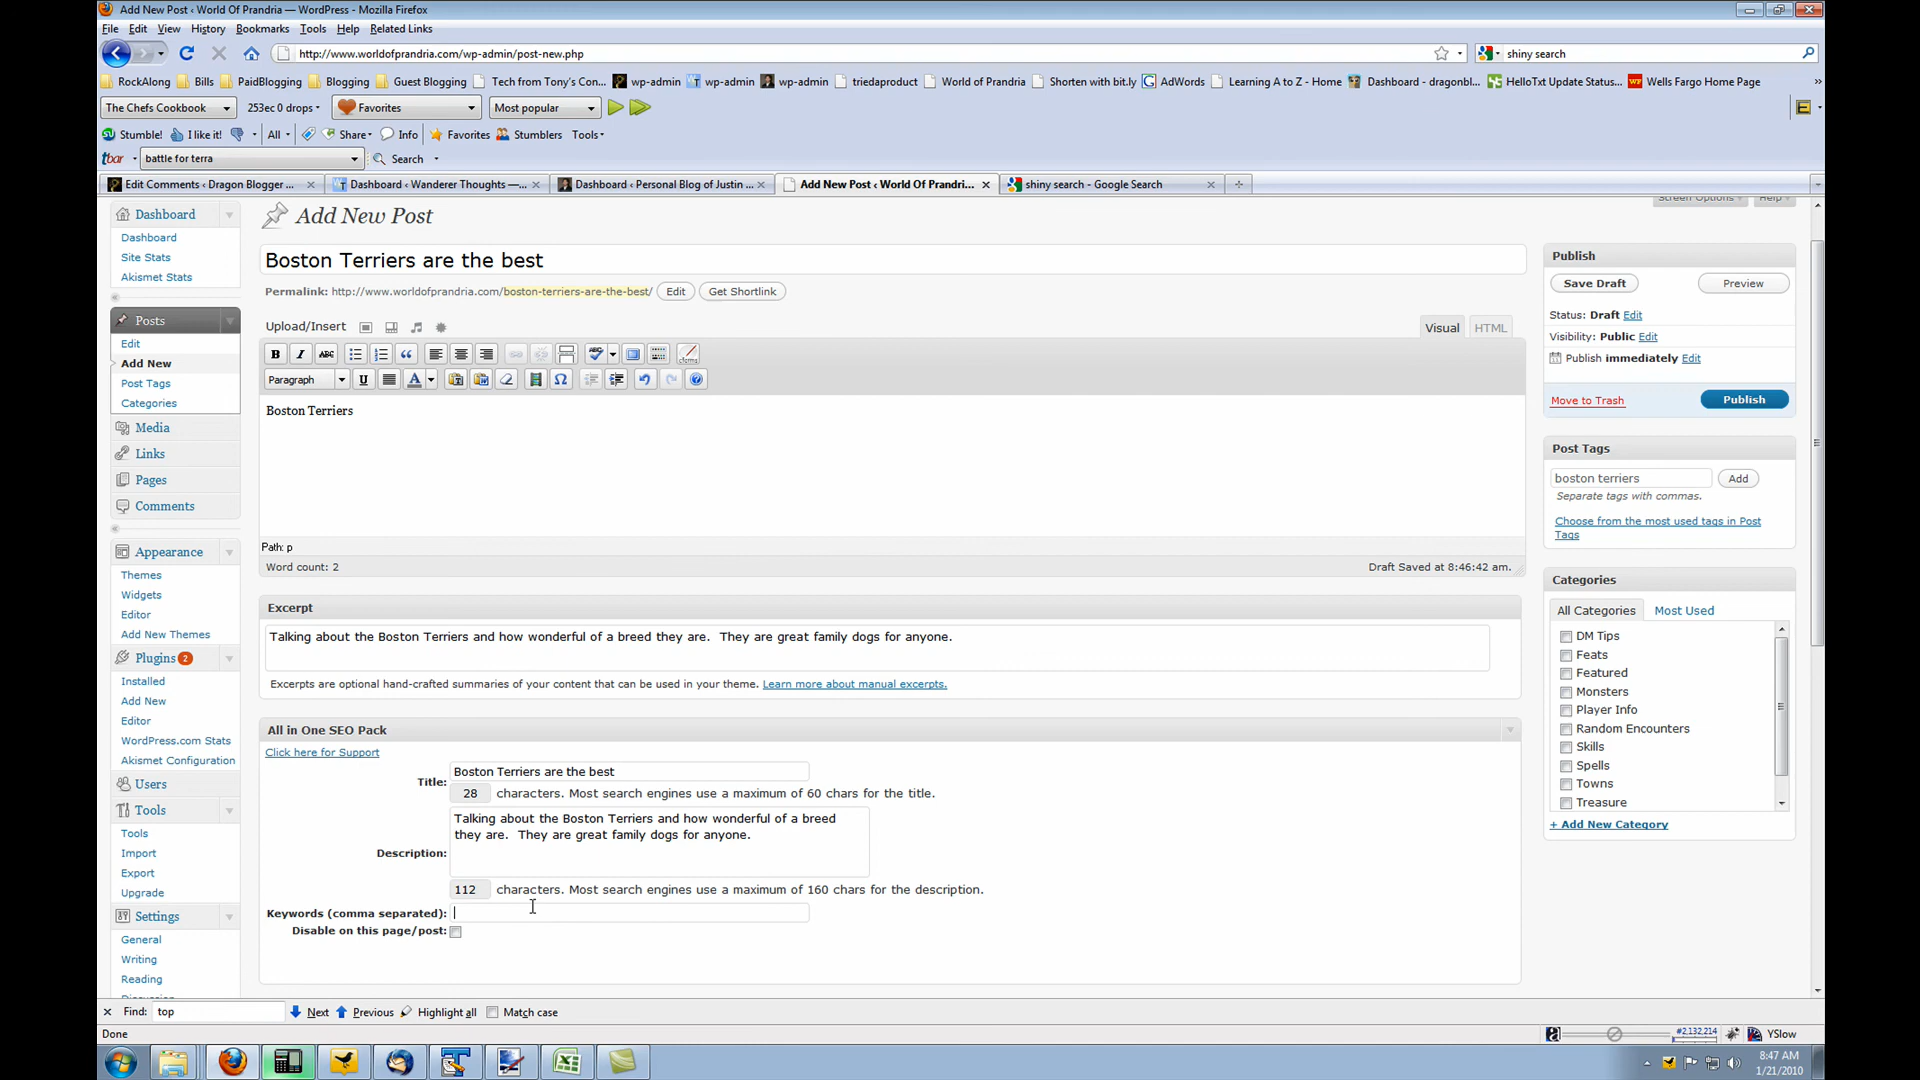 Add New Post ‹ World Of Prandria — WordPress - Mozilla Firefox
File Edit View History Bookmarks Tools Help Related Links
http://www.worldofprandria.com/wp-admin/post-new.php
shiny search
RockAlong Bills PaidBlogging Blogging Guest Blogging Tech from Tony's Con... wp-admin wp-admin wp-admin triedaproduct World of Prandria Shorten with bit.ly AdWords Learning A to Z - Home Dashboard - dragonbl... HelloTxt Update Status... Wells Fargo Home Page »
The Chefs Cookbook 253ec 0 drops Favorites Most popular
Stumble! I like it! All Share Info Favorites Stumblers Tools
tbar battle for terra Search
Edit Comments ‹ Dragon Blogger ... Dashboard ‹ Wanderer Thoughts —... Dashboard ‹ Personal Blog of Justin ... Add New Post ‹ World Of Prandri... shiny search - Google Search
Screen Options Help
Add New Post
Boston Terriers are the best
Permalink: http://www.worldofprandria.com/boston-terriers-are-the-best/ Edit Get Shortlink
Upload/Insert Visual HTML
B I ABC
Paragraph U A
Boston Terriers
Path: p
Word count: 2 Draft Saved at 8:46:42 am.
Excerpt
Talking about the Boston Terriers and how wonderful of a breed they are. They are great family dogs for anyone.
Excerpts are optional hand-crafted summaries of your content that can be used in your theme. Learn more about manual excerpts.
All in One SEO Pack
Click here for Support
Title: Boston Terriers are the best
28 characters. Most search engines use a maximum of 60 chars for the title.
Talking about the Boston Terriers and how wonderful of a breed
they are. They are great family dogs for anyone.
Description:
112 characters. Most search engines use a maximum of 160 chars for the description.
Keywords (comma separated):
Disable on this page/post:
Dashboard
Dashboard
Site Stats
Akismet Stats
Posts
Edit
Add New
Post Tags
Categories
Media
Links
Pages
Comments
Appearance
Themes
Widgets
Editor
Add New Themes
Plugins 2
Installed
Add New
Editor
WordPress.com Stats
Akismet Configuration
Users
Tools
Tools
Import
Export
Upgrade
Settings
General
Writing
Reading
Publish
Save Draft Preview
Status: Draft Edit
Visibility: Public Edit
Publish immediately Edit
Move to Trash Publish
Post Tags
boston terriers Add
Separate tags with commas.
Choose from the most used tags in Post
Tags
Categories
All Categories Most Used
DM Tips
Feats
Featured
Monsters
Player Info
Random Encounters
Skills
Spells
Towns
Treasure
+ Add New Category
Find: top Next Previous Highlight all Match case
Done #2,132,214 YSlow
8:47 AM
1/21/2010